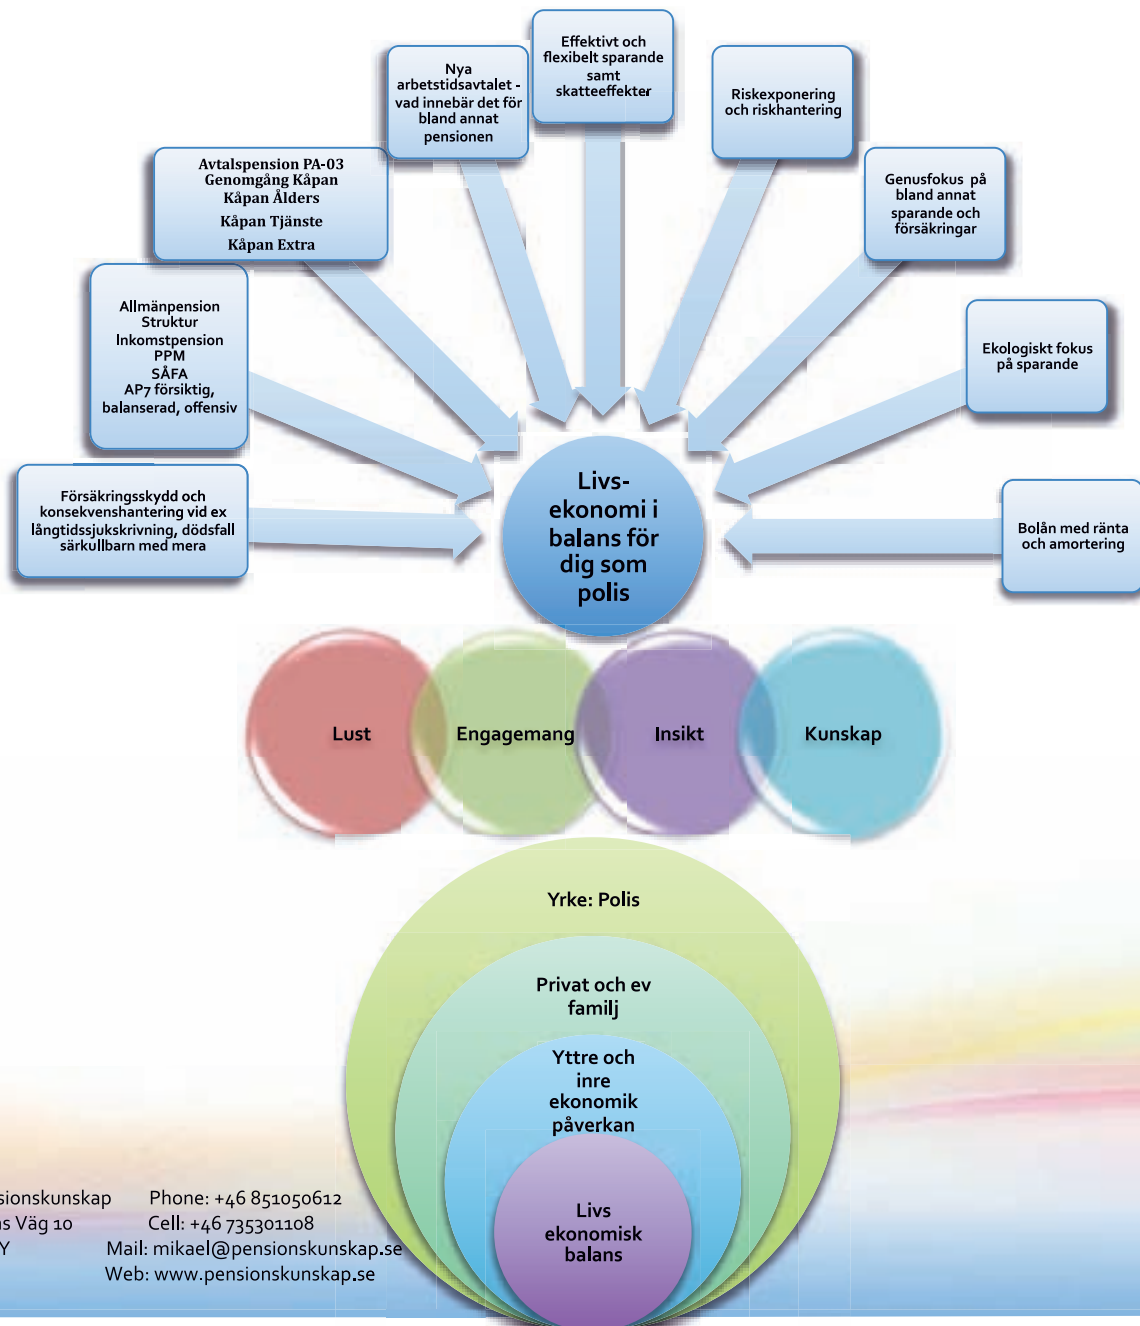 Effektivt och
flexibelt sparande
samt
skatteeffekter
Nya
arbetstidsavtalet -
vad innebär det för
bland annat
pensionen
Riskexponering
och riskhantering
Avtalspension PA-03
Genomgång Kåpan
Kåpan Ålders
Kåpan Tjänste
Kåpan Extra
Genusfokus på
bland annat
sparande och
försäkringar
Allmänpension
Struktur
Inkomstpension
PPM
SÅFA
AP7 försiktig,
balanserad, offensiv
Ekologiskt fokus
på sparande
Försäkringsskydd och
konsekvenshantering vid ex
långtidssjukskrivning, dödsfall
särkullbarn med mera
Bolån med ränta
och amortering
Livs-
ekonomi i
balans för
dig som
polis
Lust
Engagemang
Insikt
Kunskap
Yrke: Polis
Privat och ev
familj
Yttre och
inre
ekonomik
påverkan
Livs
ekonomisk
balans
sionskunskap Phone: +46 851050612
s Väg 10 Cell: +46 735301108
Y Mail: mikael@pensionskunskap.se
Web: www.pensionskunskap.se